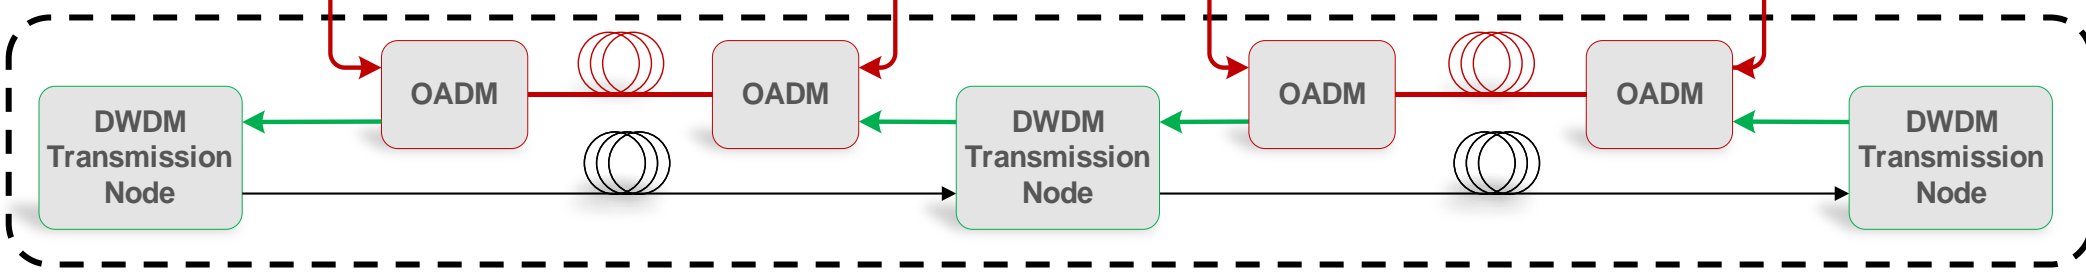 DWDM
Transmission
Node
OADM
OADM
DWDM
Transmission
Node
OADM
OADM
DWDM
Transmission
Node